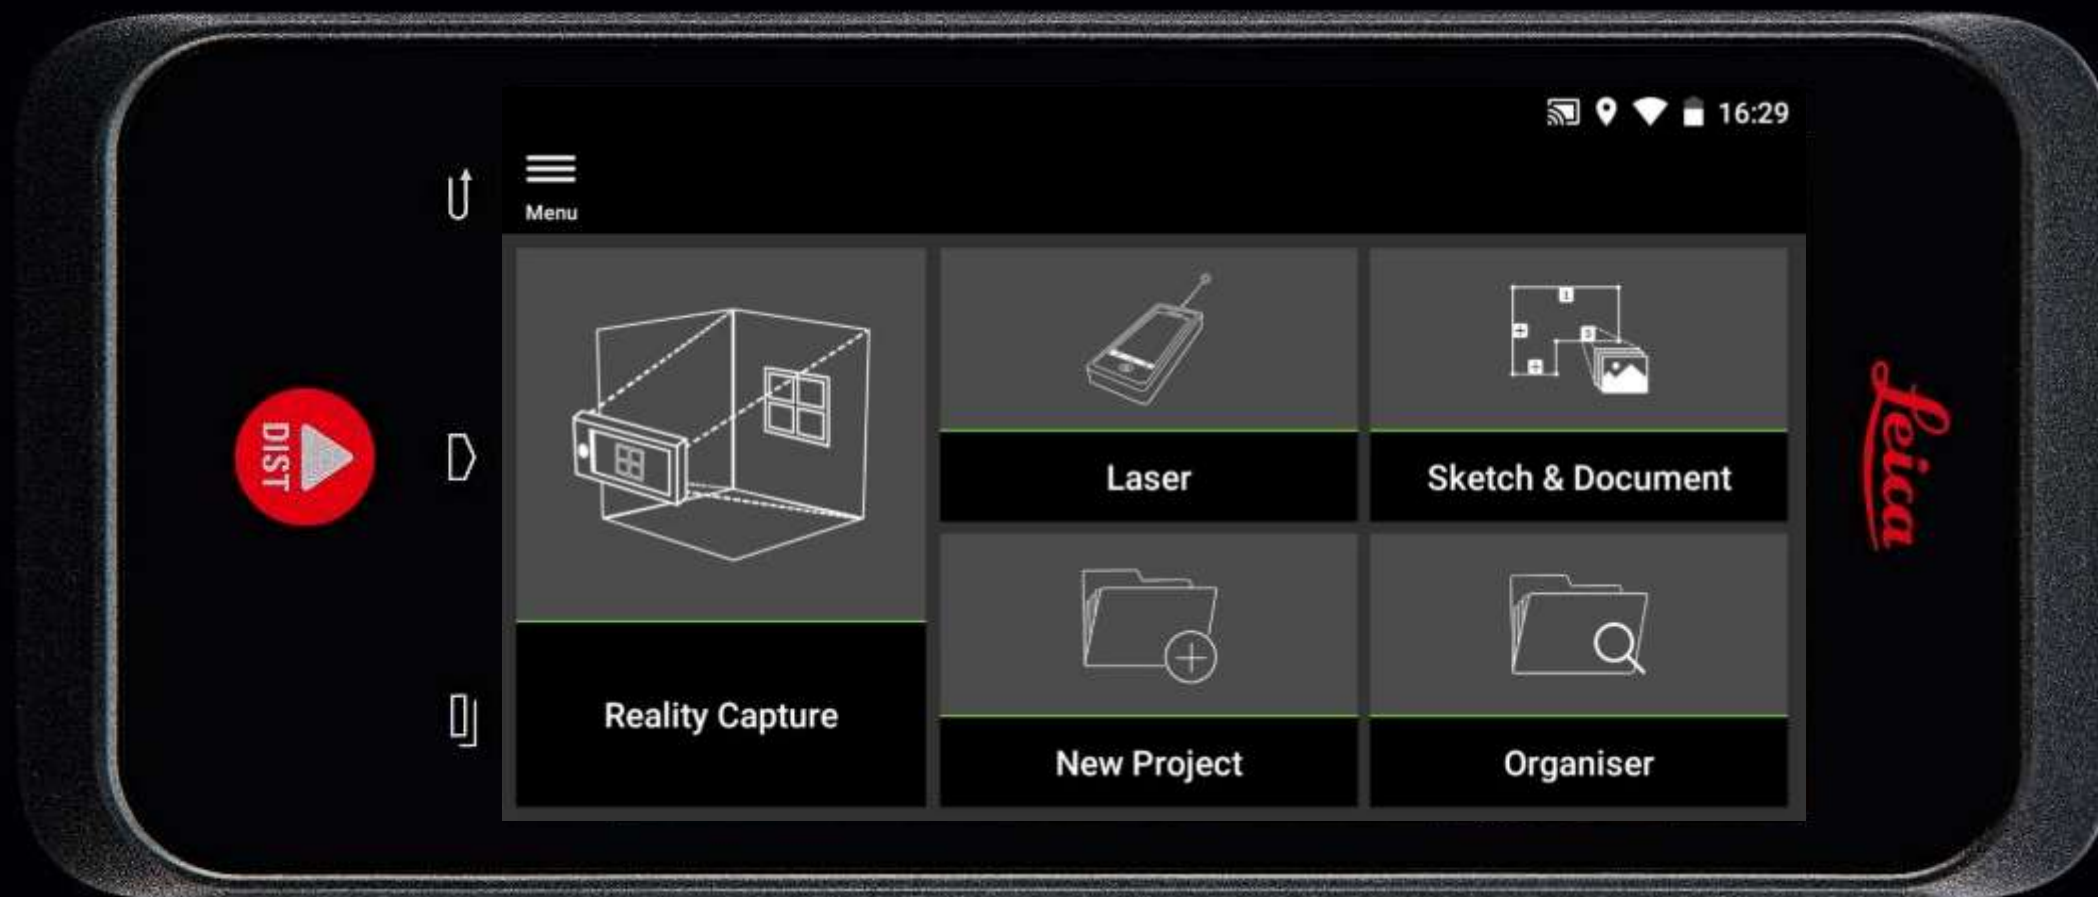 16:29
Menu
DIST
Laser
Sketch & Document
Leica
Reality Capture
New Project
Organiser